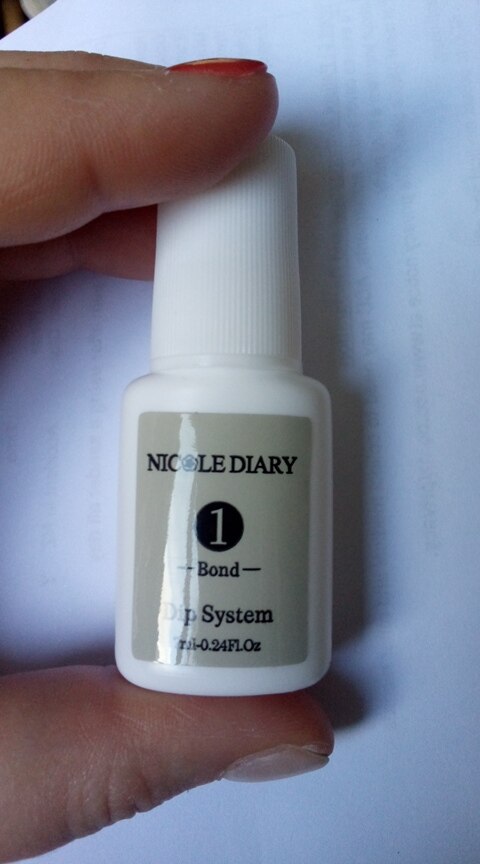 NICOLE DIARY
1
Bond
Dip System
7ml-0.24Fl.Oz